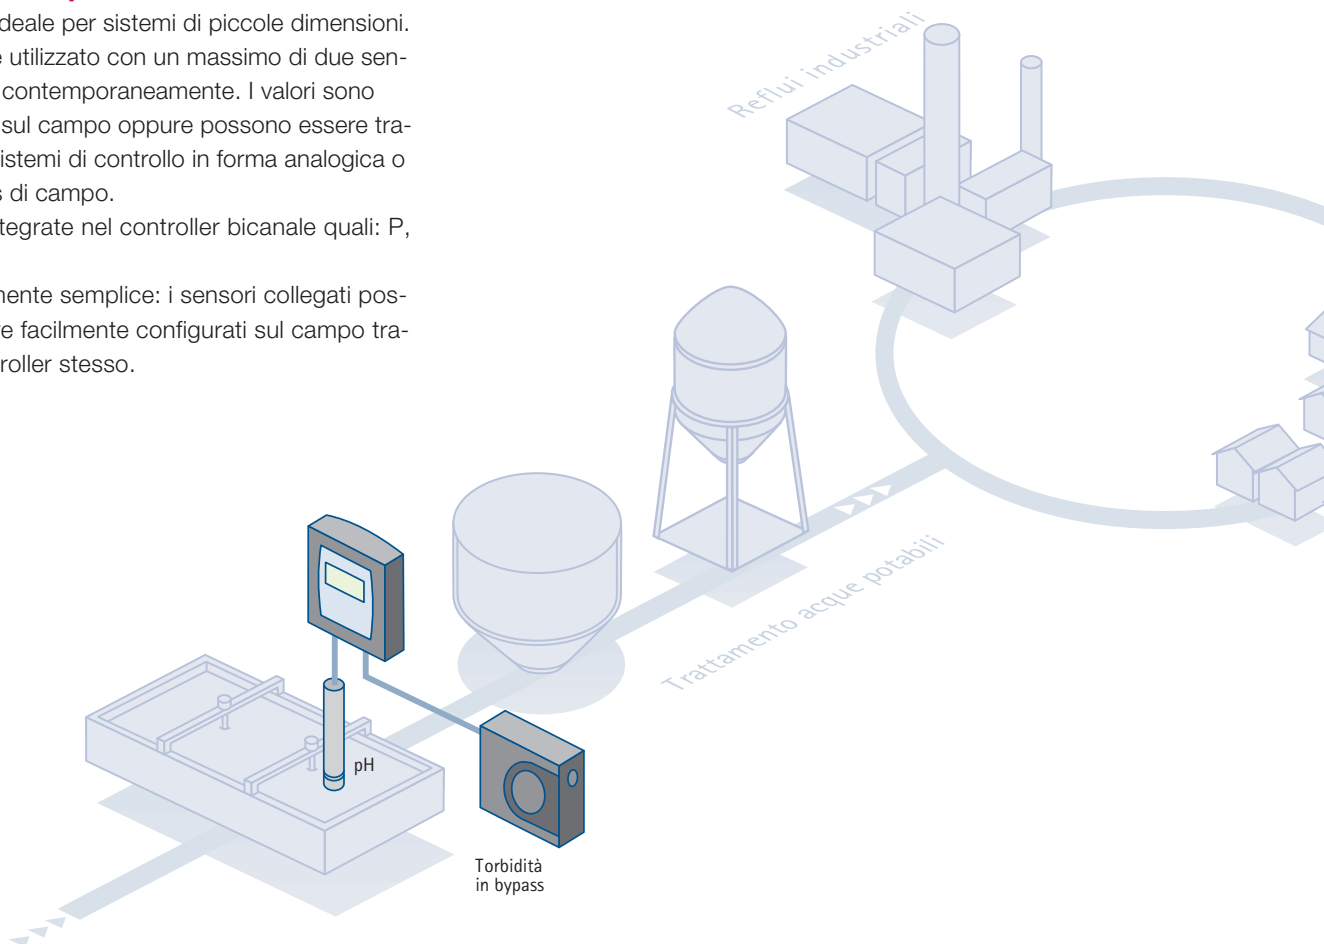 deale per sistemi di piccole dimensioni.
e utilizzato con un massimo di due sen-
contemporaneamente. I valori sono
sul campo oppure possono essere tra-
istemi di controllo in forma analogica o
s di campo.
tegrate nel controller bicanale quali: P,
mente semplice: i sensori collegati pos-
e facilmente configurati sul campo tra-
roller stesso.
Reflui industriali
Trattamento acque potabili
pH
Torbidità
in bypass